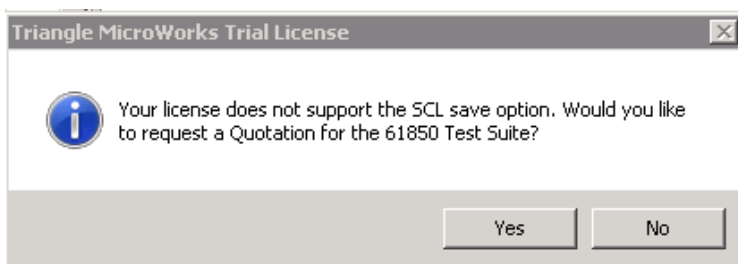 Triangle MicroWorks Trial License
Your license does not support the SCL save option. Would you like
to request a Quotation for the 61850 Test Suite?
Yes
No